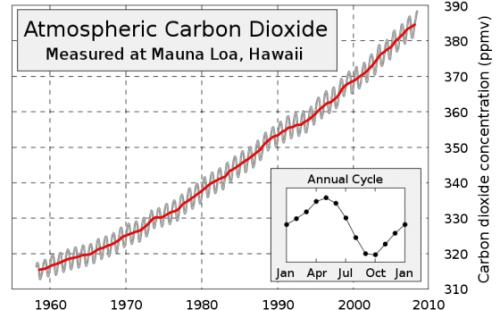 Atmospheric Carbon Dioxide
Measured at Mauna Loa, Hawaii
390
380
370
360
350
340
330
320
310
Carbon dioxide concentration (ppmv)
Annual Cycle
Jan Apr Jul Oct Jan
1960 1970 1980 1990 2000 2010